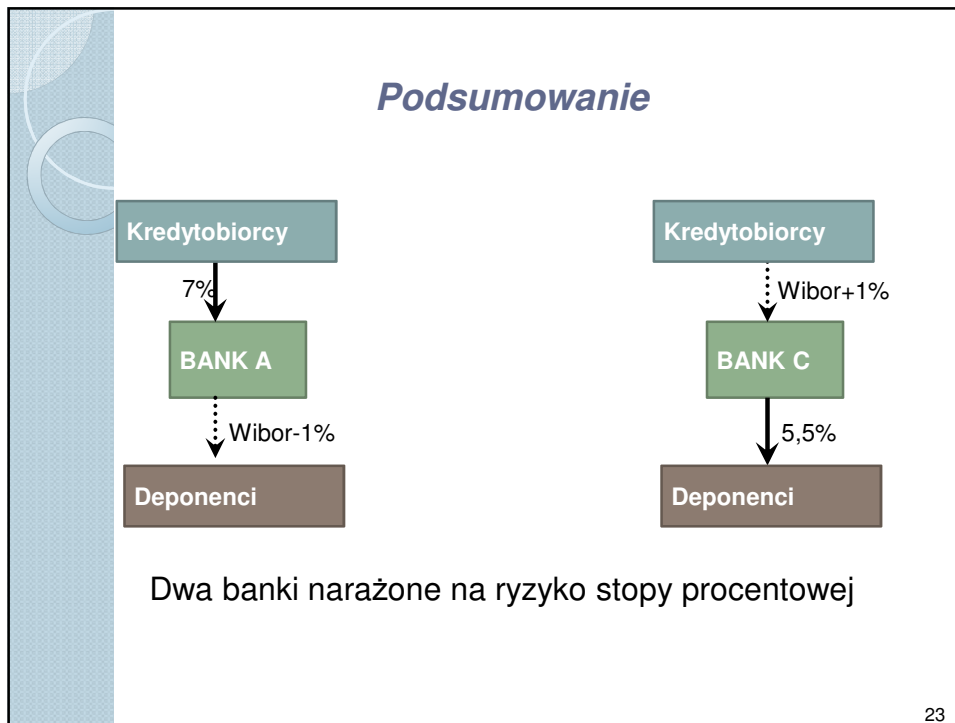 Podsumowanie
Kredytobiorcy
7%
BANK A
Wibor-1%
Deponenci
Kredytobiorcy
Wibor+1%
BANK C
5,5%
Deponenci
Dwa banki narażone na ryzyko stopy procentowej
23